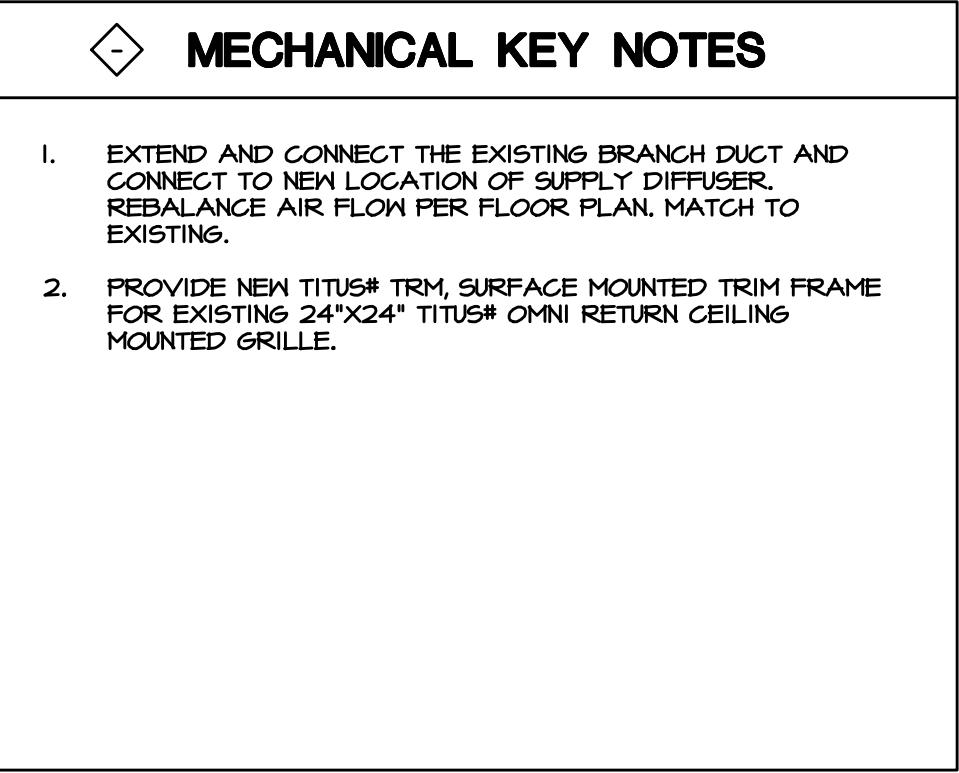 - MECHANICAL KEY NOTES
1. EXTEND AND CONNECT THE EXISTING BRANCH DUCT AND
CONNECT TO NEW LOCATION OF SUPPLY DIFFUSER.
REBALANCE AIR FLOW PER FLOOR PLAN. MATCH TO
EXISTING.
2. PROVIDE NEW TITUS# TRM, SURFACE MOUNTED TRIM FRAME
FOR EXISTING 24"X24" TITUS# OMNI RETURN CEILING
MOUNTED GRILLE.